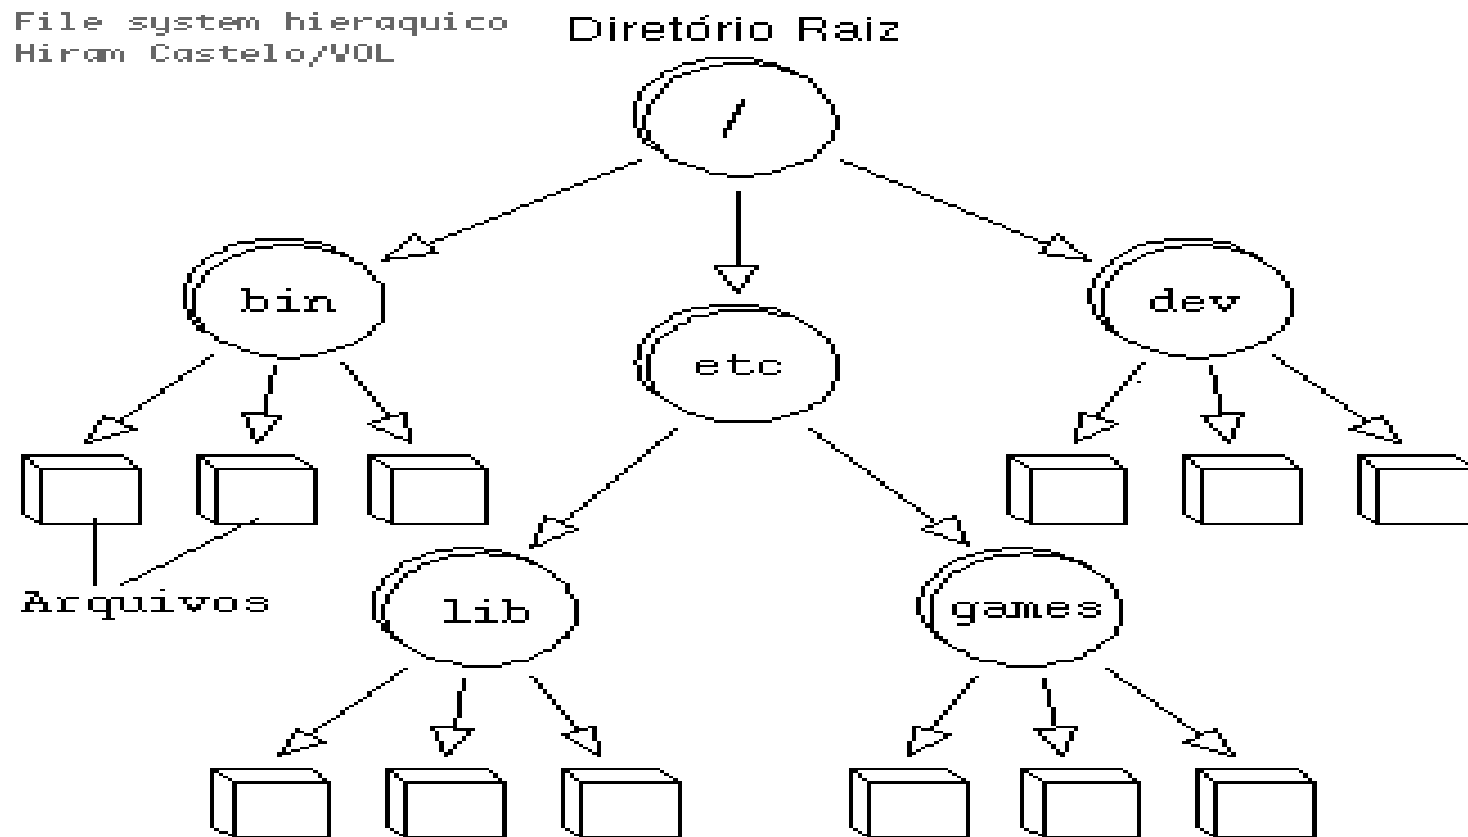 File system hieraquico
Hiram Castelo/VOL
Diretório Raiz
/
bin
etc
dev
Arquivos
lib
games